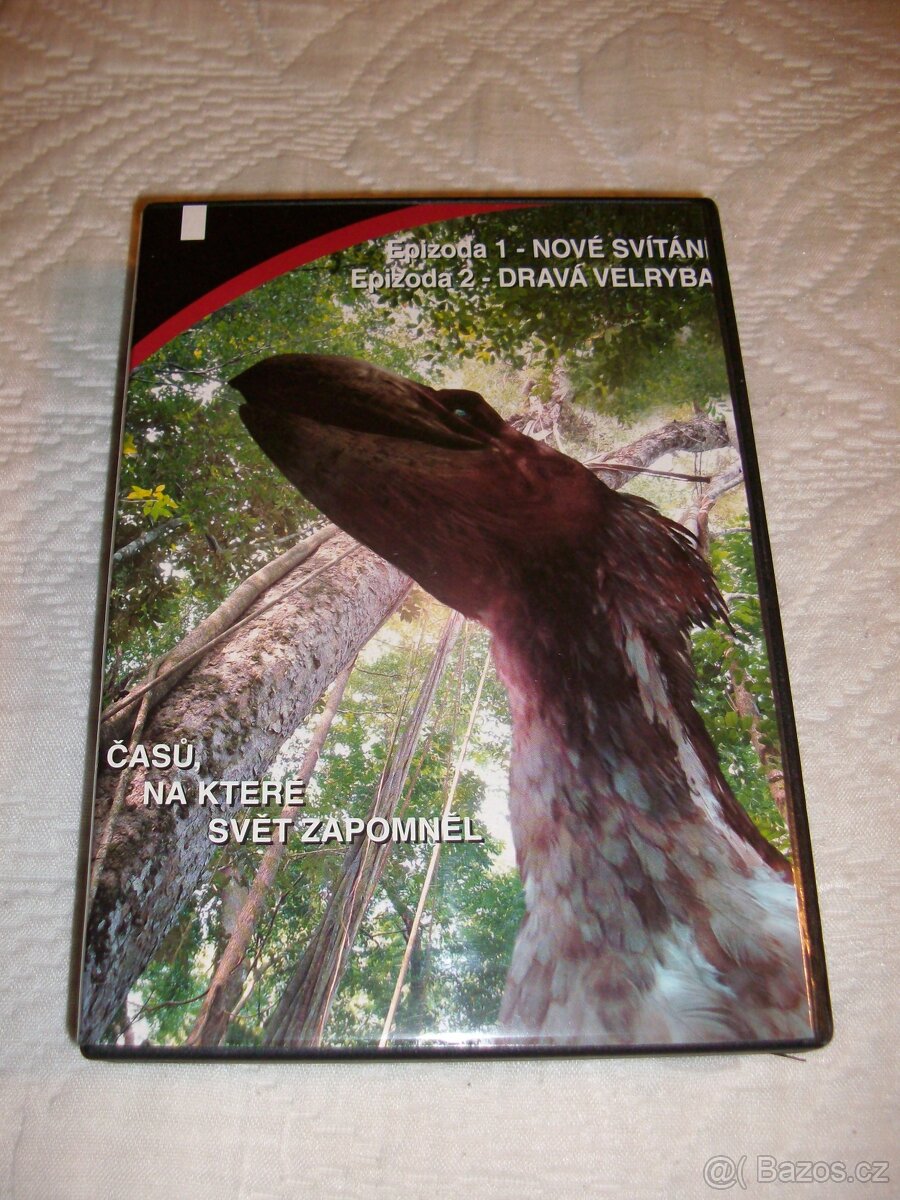 Epizoda 1 - NOVÉ SVÍTÁNÍ
Epizoda 2 - DRAVÁ VELRYBA
ČASŮ,
NA KTERÉ
SVĚT ZAPOMNĚL
@( Bazos.cz